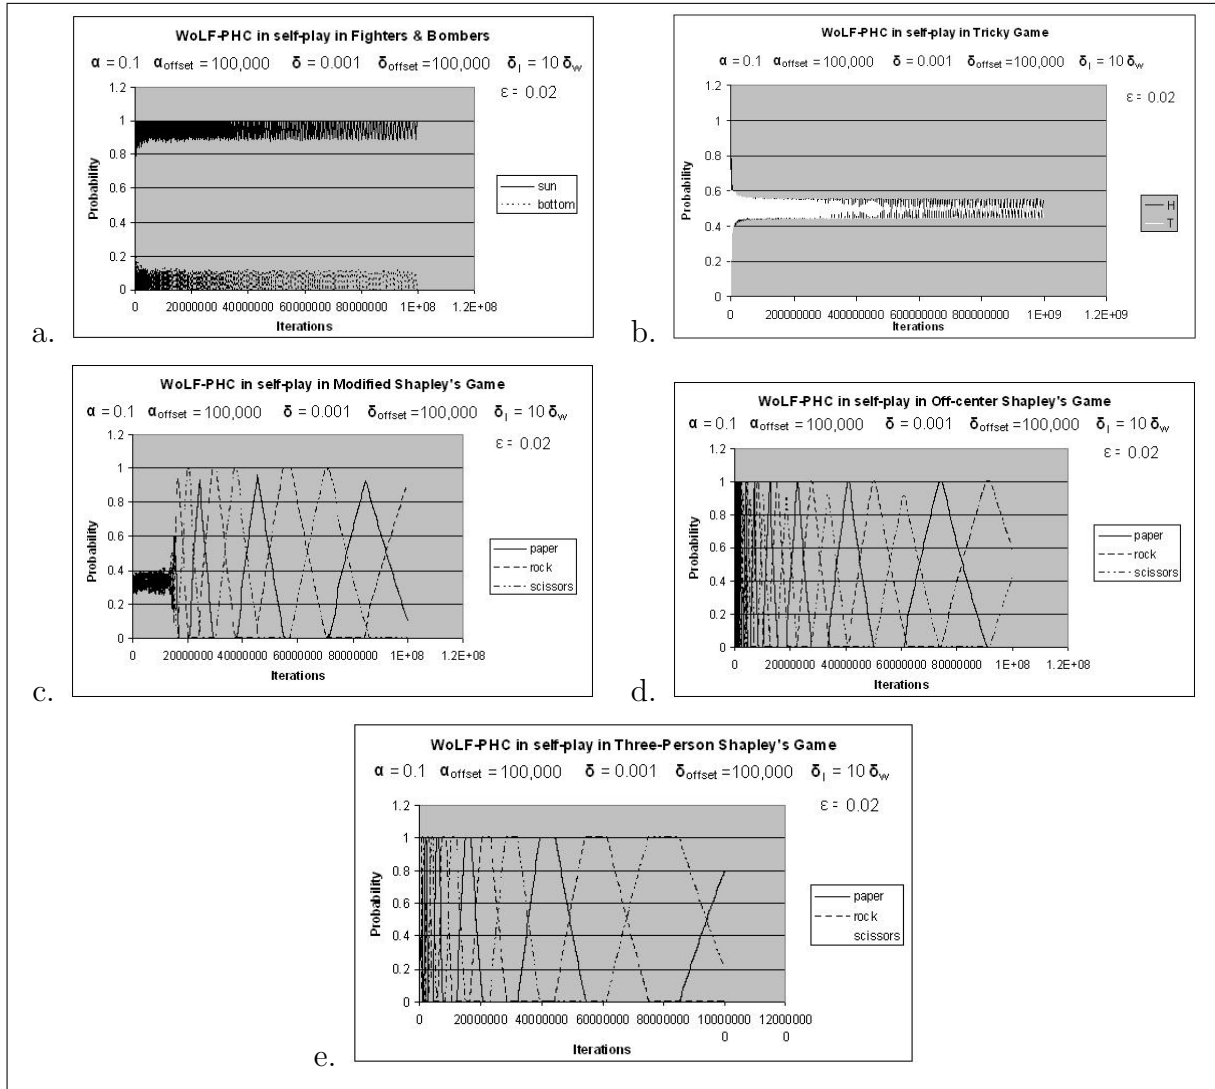 WoLF-PHC in self-play in Fighters & Bombers
α = 0.1 αoffset = 100,000 δ = 0.001 δoffset =100,000 δl = 10 δw
ε = 0.02
1.2
1
0.8
0.6
0.4
0.2
0
Probability
0 20000000 40000000 60000000 80000000 1E+08 1.2E+08
Iterations
sun
bottom
a.
WoLF-PHC in self-play in Tricky Game
α = 0.1 αoffset = 100,000 δ = 0.001 δoffset =100,000 δl = 10 δw
ε = 0.02
1.2
1
0.8
0.6
0.4
0.2
0
Probability
0 200000000 400000000 600000000 800000000 1E+09 1.2E+09
Iterations
H
T
b.
WoLF-PHC in self-play in Modified Shapley's Game
α = 0.1 αoffset = 100,000 δ = 0.001 δoffset =100,000 δl = 10 δw
ε = 0.02
1.2
1
0.8
0.6
0.4
0.2
0
Probability
0 20000000 40000000 60000000 80000000 1E+08 1.2E+08
Iterations
paper
rock
scissors
c.
WoLF-PHC in self-play in Off-center Shapley's Game
α = 0.1 αoffset = 100,000 δ = 0.001 δoffset =100,000 δl = 10 δw
ε = 0.02
1.2
1
0.8
0.6
0.4
0.2
0
Probability
0 20000000 40000000 60000000 80000000 1E+08 1.2E+08
Iterations
paper
rock
scissors
d.
WoLF-PHC in self-play in Three-Person Shapley's Game
α = 0.1 αoffset = 100,000 δ = 0.001 δoffset =100,000 δl = 10 δw
ε = 0.02
1.2
1
0.8
0.6
0.4
0.2
0
Probability
0 20000000 40000000 60000000 80000000 10000000 12000000
0 0
Iterations
paper
rock
scissors
e.